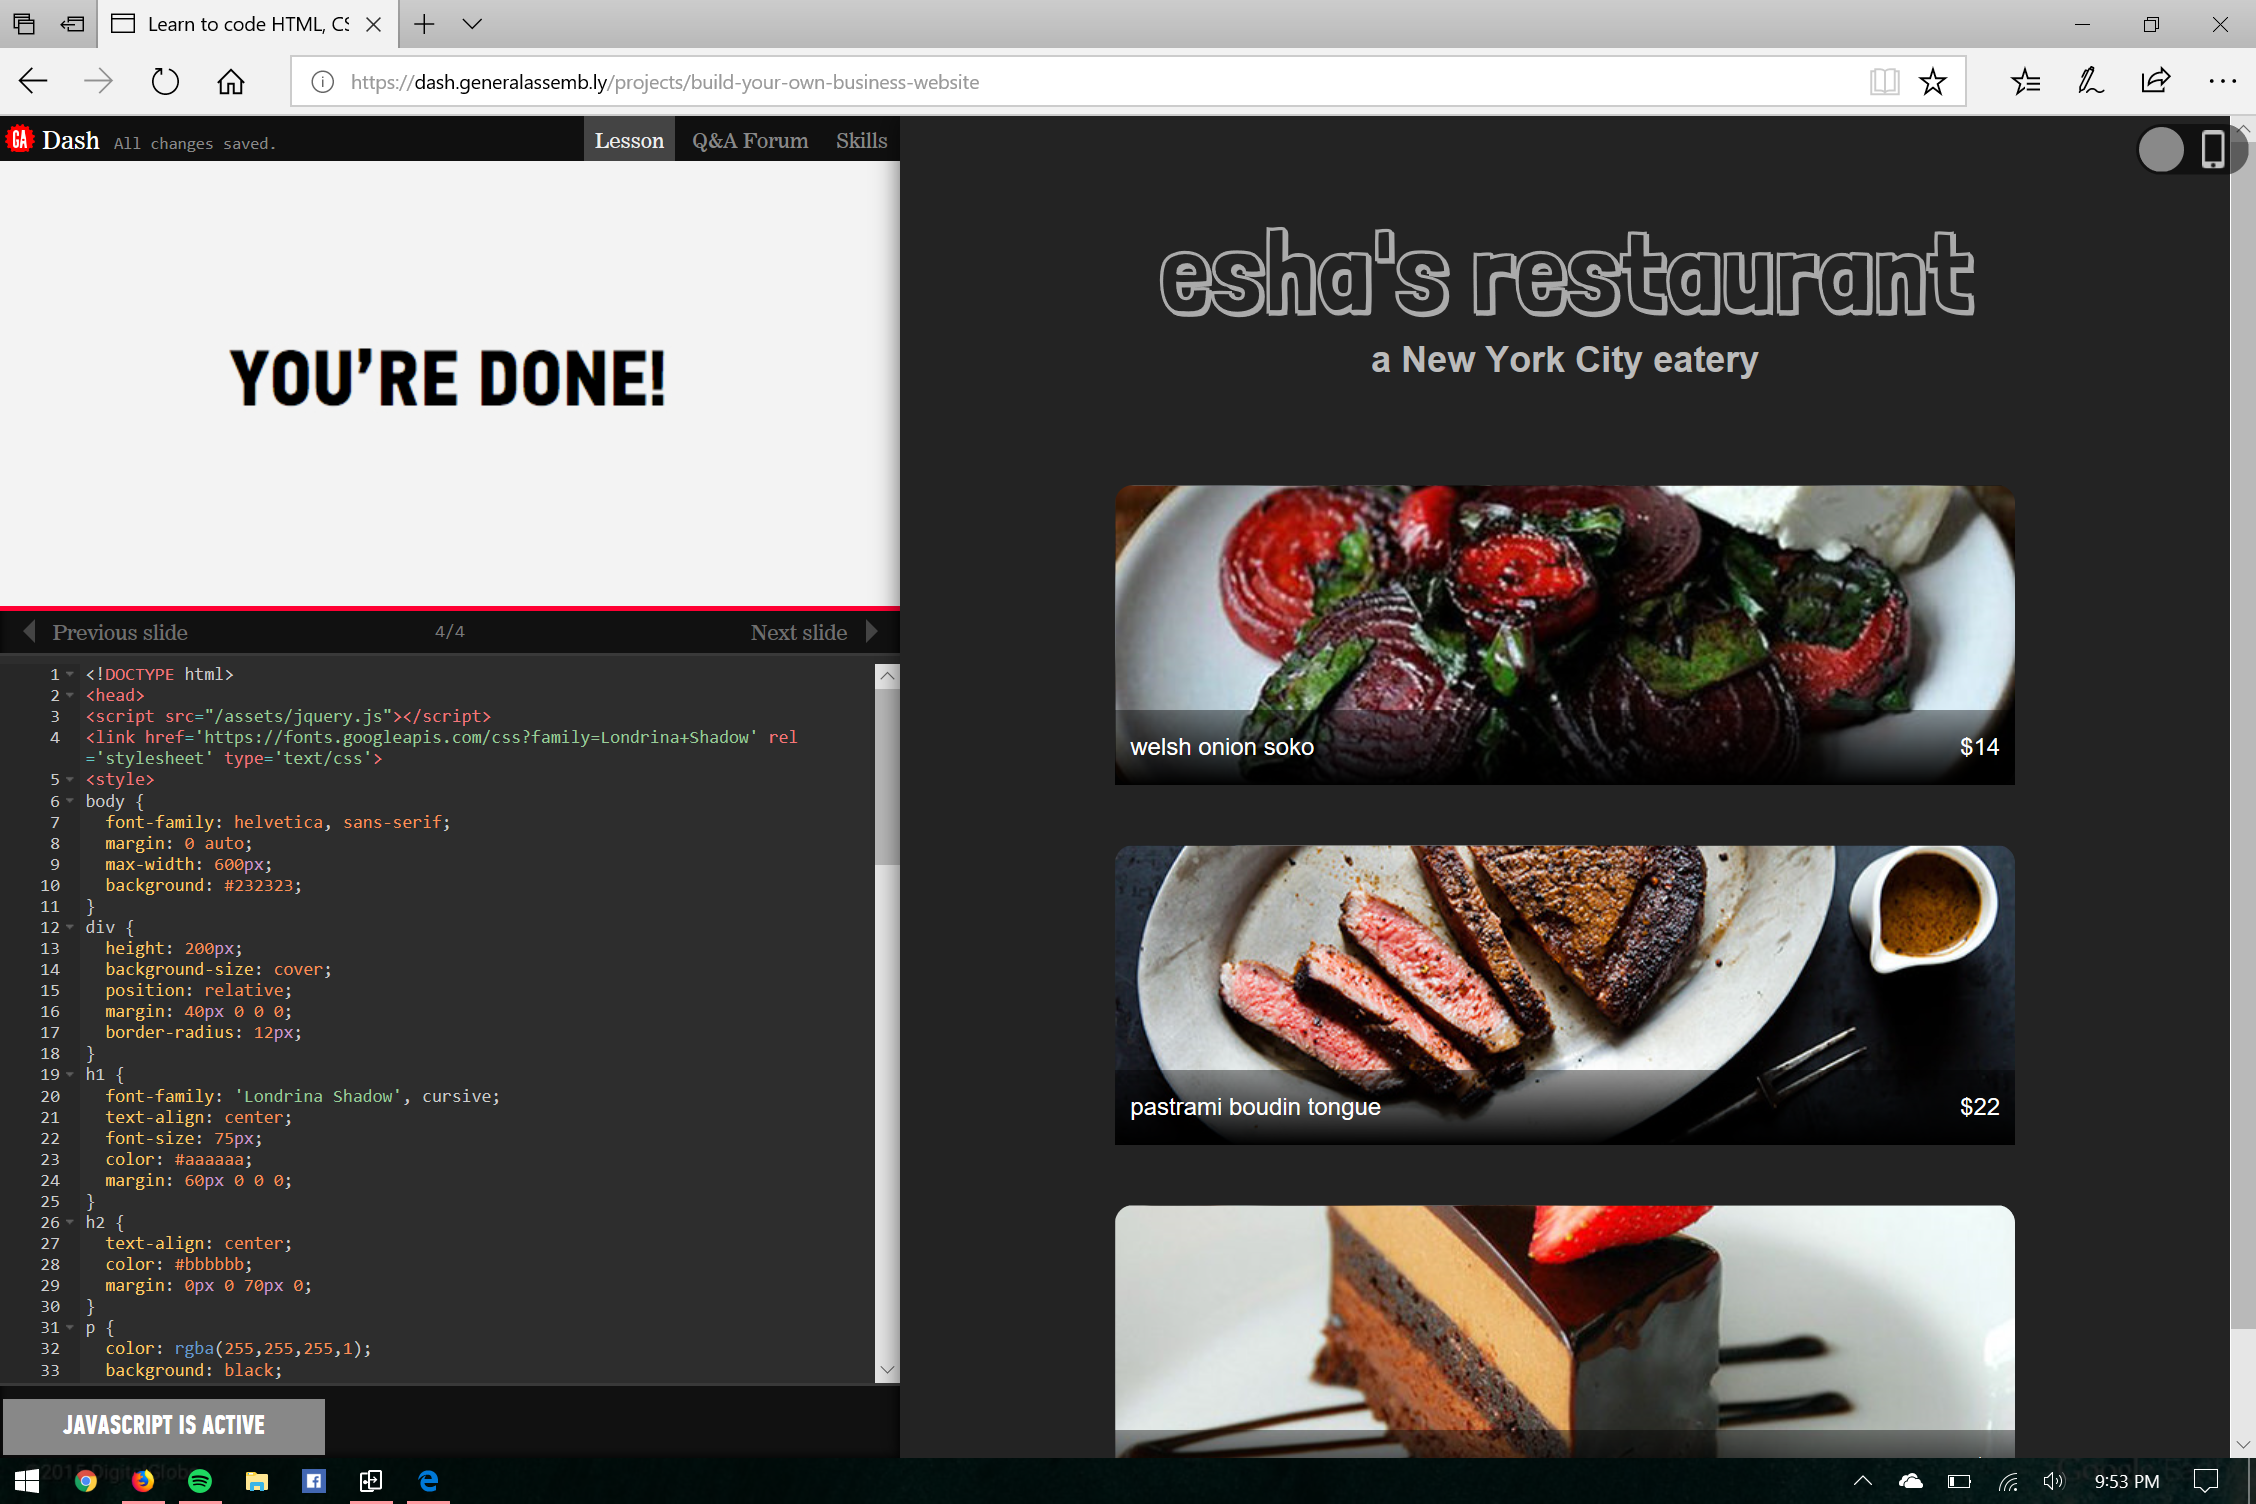 Learn to code HTML, CS
https://dash.generalassemb.ly/projects/build-your-own-business-website
GA Dash All changes saved. Lesson Q&A Forum Skills
YOU'RE DONE!
Previous slide 4/4 Next slide
1 <!DOCTYPE html>
2 <head>
3 <script src="/assets/jquery.js"></script>
4 <link href='https://fonts.googleapis.com/css?family=Londrina+Shadow' rel
='stylesheet' type='text/css'>
5 <style>
6 body {
7 font-family: helvetica, sans-serif;
8 margin: 0 auto;
9 max-width: 600px;
10 background: #232323;
11 }
12 div {
13 height: 200px;
14 background-size: cover;
15 position: relative;
16 margin: 40px 0 0 0;
17 border-radius: 12px;
18 }
19 h1 {
20 font-family: 'Londrina Shadow', cursive;
21 text-align: center;
22 font-size: 75px;
23 color: #aaaaaa;
24 margin: 60px 0 0 0;
25 }
26 h2 {
27 text-align: center;
28 color: #bbbbbb;
29 margin: 0px 0 70px 0;
30 }
31 p {
32 color: rgba(255,255,255,1);
33 background: black;
JAVASCRIPT IS ACTIVE
esha's restaurant
a New York City eatery
welsh onion soko $14
pastrami boudin tongue $22
9:53 PM